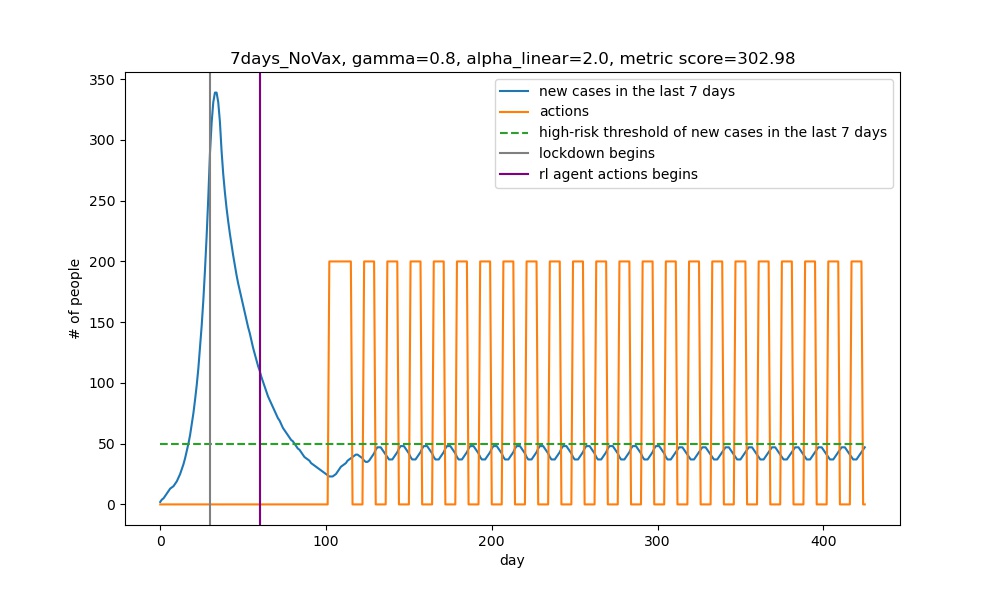 7days_NoVax, gamma=0.8, alpha_linear=2.0, metric score=302.98
new cases in the last 7 days
actions
high-risk threshold of new cases in the last 7 days
lockdown begins
rl agent actions begins
# of people
350
300
250
200
150
100
50
0
0 100 200 300 400
day